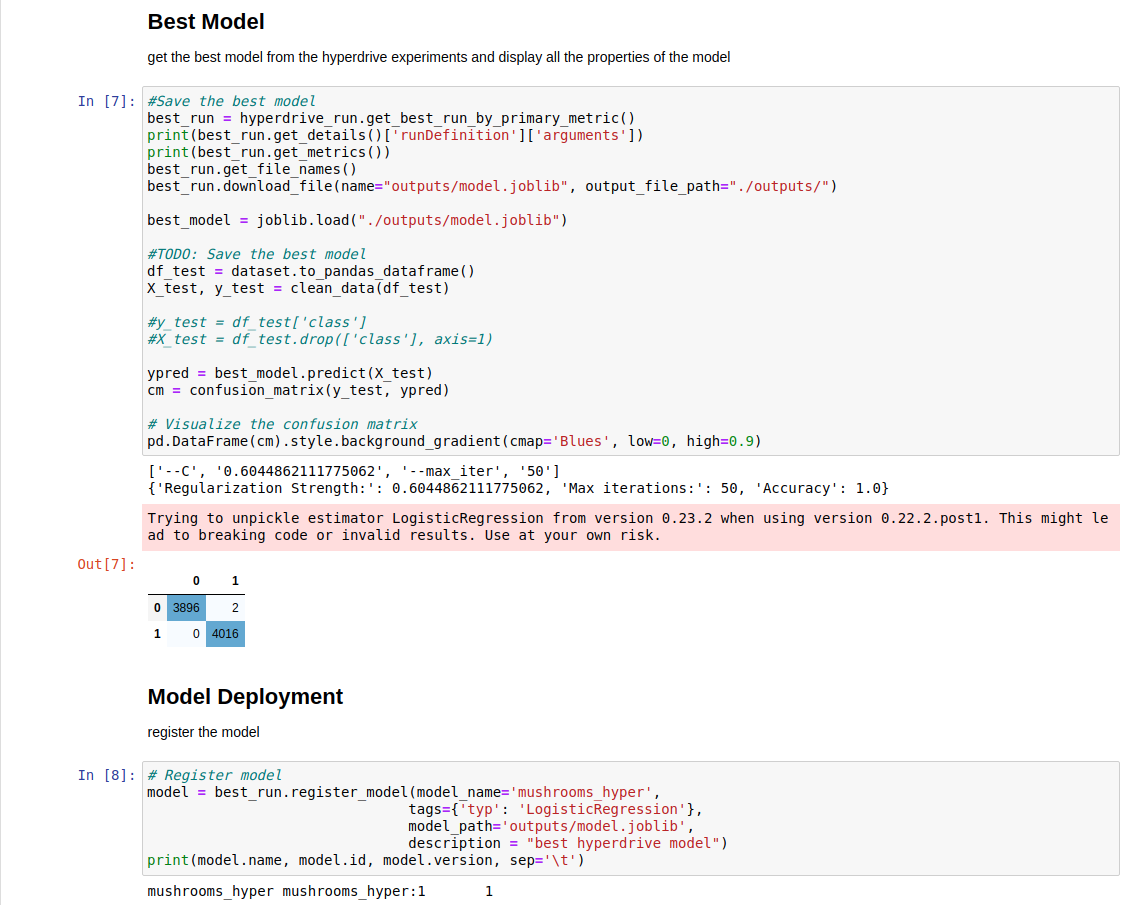 Best Model
get the best model from the hyperdrive experiments and display all the properties of the model
In [7]:
#Save the best model
best_run = hyperdrive_run.get_best_run_by_primary_metric()
print(best_run.get_details()['runDefinition']['arguments'])
print(best_run.get_metrics())
best_run.get_file_names()
best_run.download_file(name="outputs/model.joblib", output_file_path="./outputs/")
best_model = joblib.load("./outputs/model.joblib")
#TODO: Save the best model
df_test = dataset.to_pandas_dataframe()
X_test, y_test = clean_data(df_test)
#y_test = df_test['class']
#X_test = df_test.drop(['class'], axis=1)
ypred = best_model.predict(X_test)
cm = confusion_matrix(y_test, ypred)
# Visualize the confusion matrix
pd.DataFrame(cm).style.background_gradient(cmap='Blues', low=0, high=0.9)
['--C', '0.6044862111775062', '--max_iter', '50']
{'Regularization Strength:': 0.6044862111775062, 'Max iterations:': 50, 'Accuracy': 1.0}
Trying to unpickle estimator LogisticRegression from version 0.23.2 when using version 0.22.2.post1. This might le
ad to breaking code or invalid results. Use at your own risk.
Out[7]:
0 1
0 3896 2
1 0 4016
Model Deployment
register the model
In [8]:
# Register model
model = best_run.register_model(model_name='mushrooms_hyper',
tags={'typ': 'LogisticRegression'},
model_path='outputs/model.joblib',
description = "best hyperdrive model")
print(model.name, model.id, model.version, sep='\t')
mushrooms_hyper mushrooms_hyper:1 1